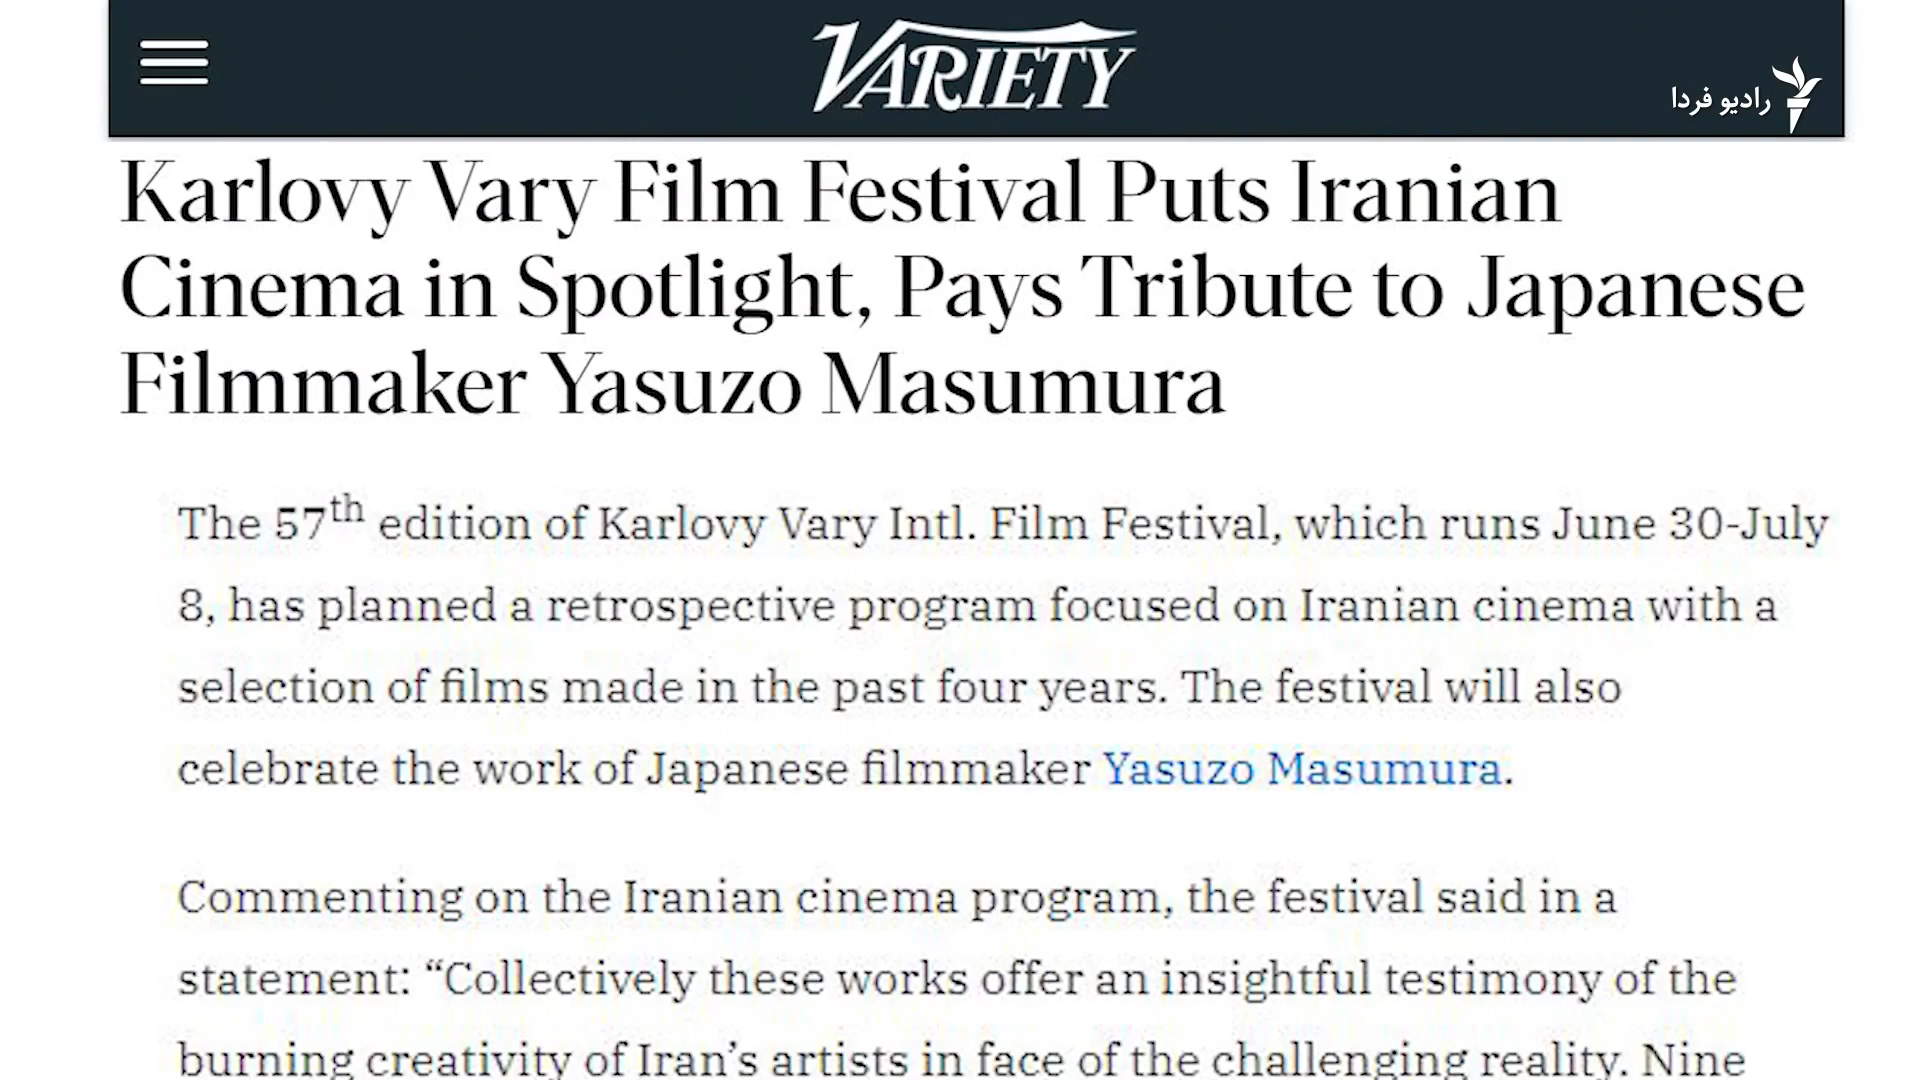 VARIETY
رادیو فردا
Karlovy Vary Film Festival Puts Iranian
Cinema in Spotlight, Pays Tribute to Japanese
Filmmaker Yasuzo Masumura
The 57th edition of Karlovy Vary Intl. Film Festival, which runs June 30-July
8, has planned a retrospective program focused on Iranian cinema with a
selection of films made in the past four years. The festival will also
celebrate the work of Japanese filmmaker Yasuzo Masumura.
Commenting on the Iranian cinema program, the festival said in a
statement: “Collectively these works offer an insightful testimony of the
burning creativity of Iran’s artists in face of the challenging reality. Nine